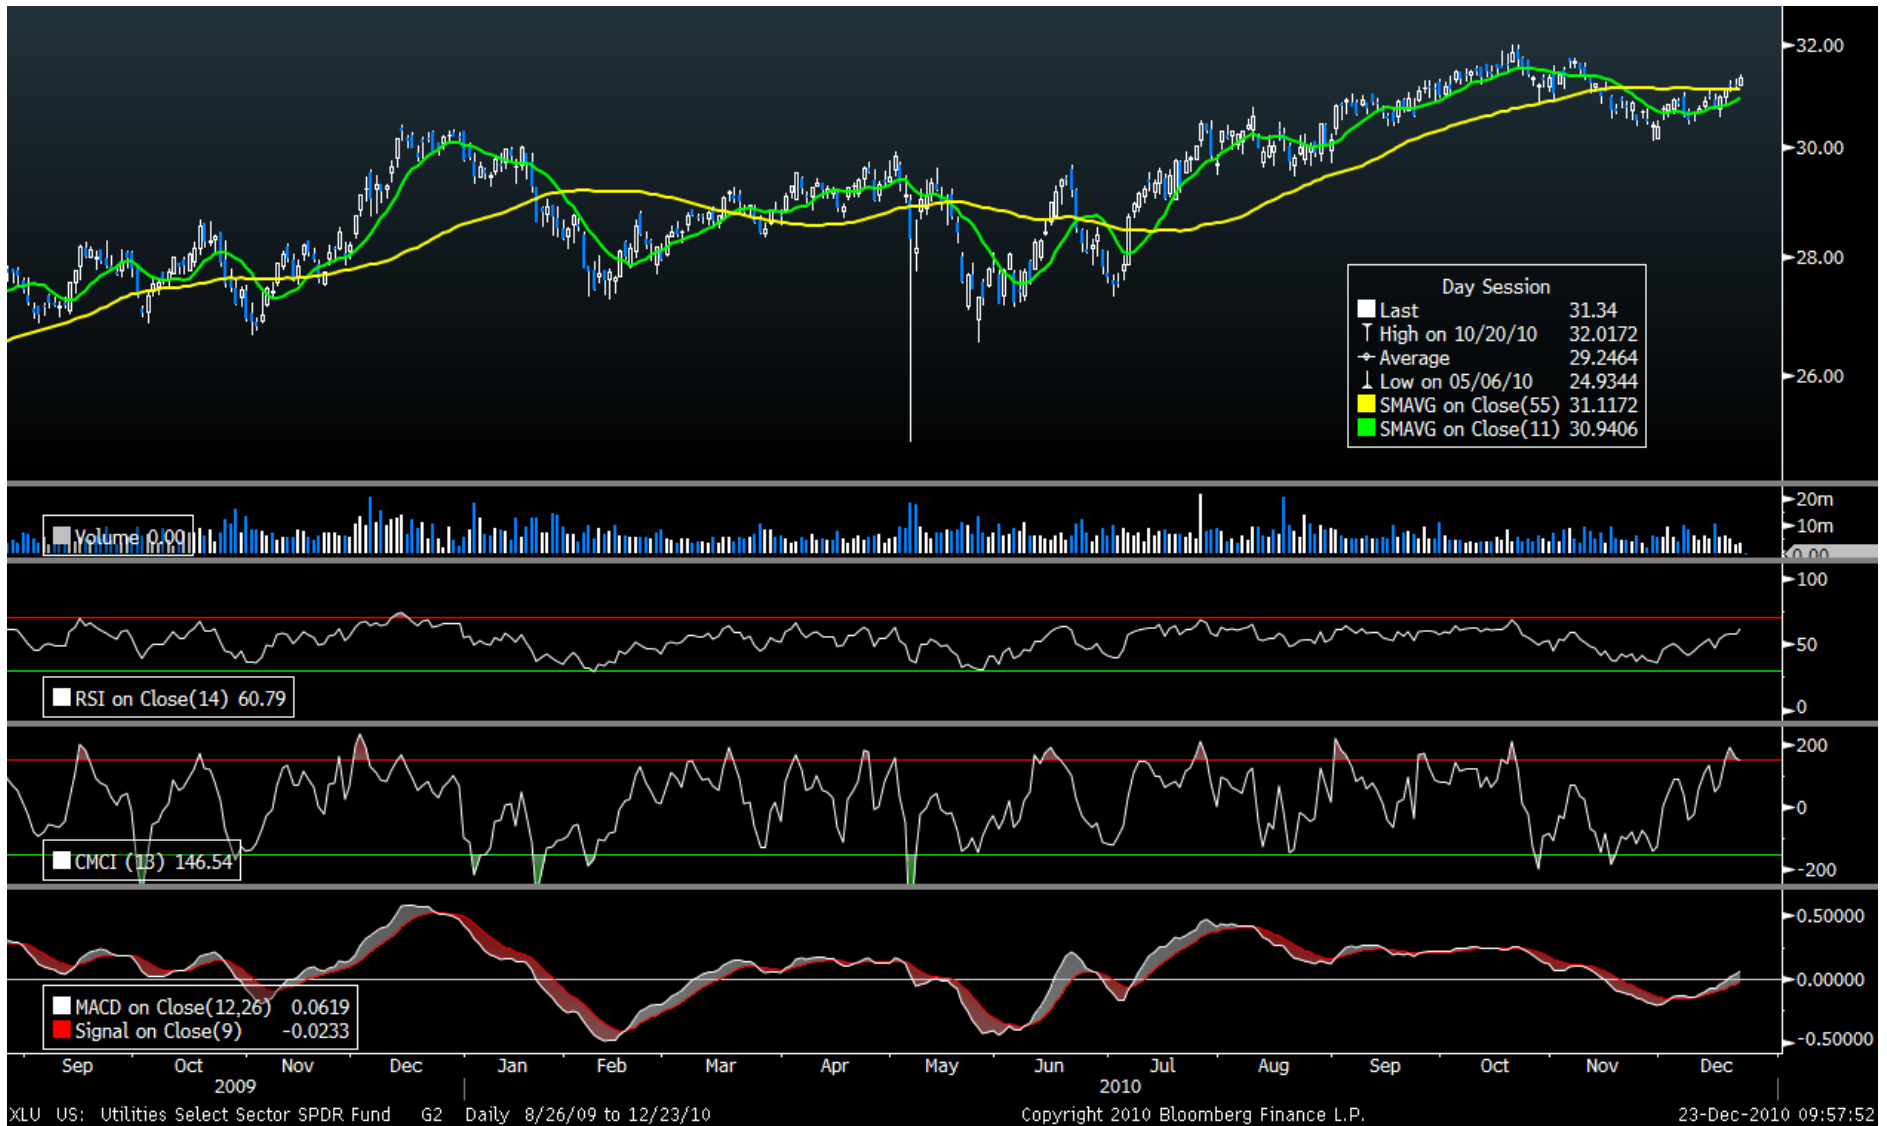 32.00
30.00
28.00
26.00
Day Session
Last 31.34
High on 10/20/10 32.0172
Average 29.2464
Low on 05/06/10 24.9344
SMAVG on Close(55) 31.1172
SMAVG on Close(11) 30.9406
20m
10m
0.00
Volume 0.00
100
50
0
RSI on Close(14) 60.79
200
0
-200
CMCI (13) 146.54
0.50000
0.00000
-0.50000
MACD on Close(12,26) 0.0619
Signal on Close(9) -0.0233
Sep Oct Nov Dec Jan Feb Mar Apr May Jun Jul Aug Sep Oct Nov Dec
2009 2010
XLU US: Utilities Select Sector SPDR Fund G2 Daily 8/26/09 to 12/23/10 Copyright 2010 Bloomberg Finance L.P. 23-Dec-2010 09:57:52